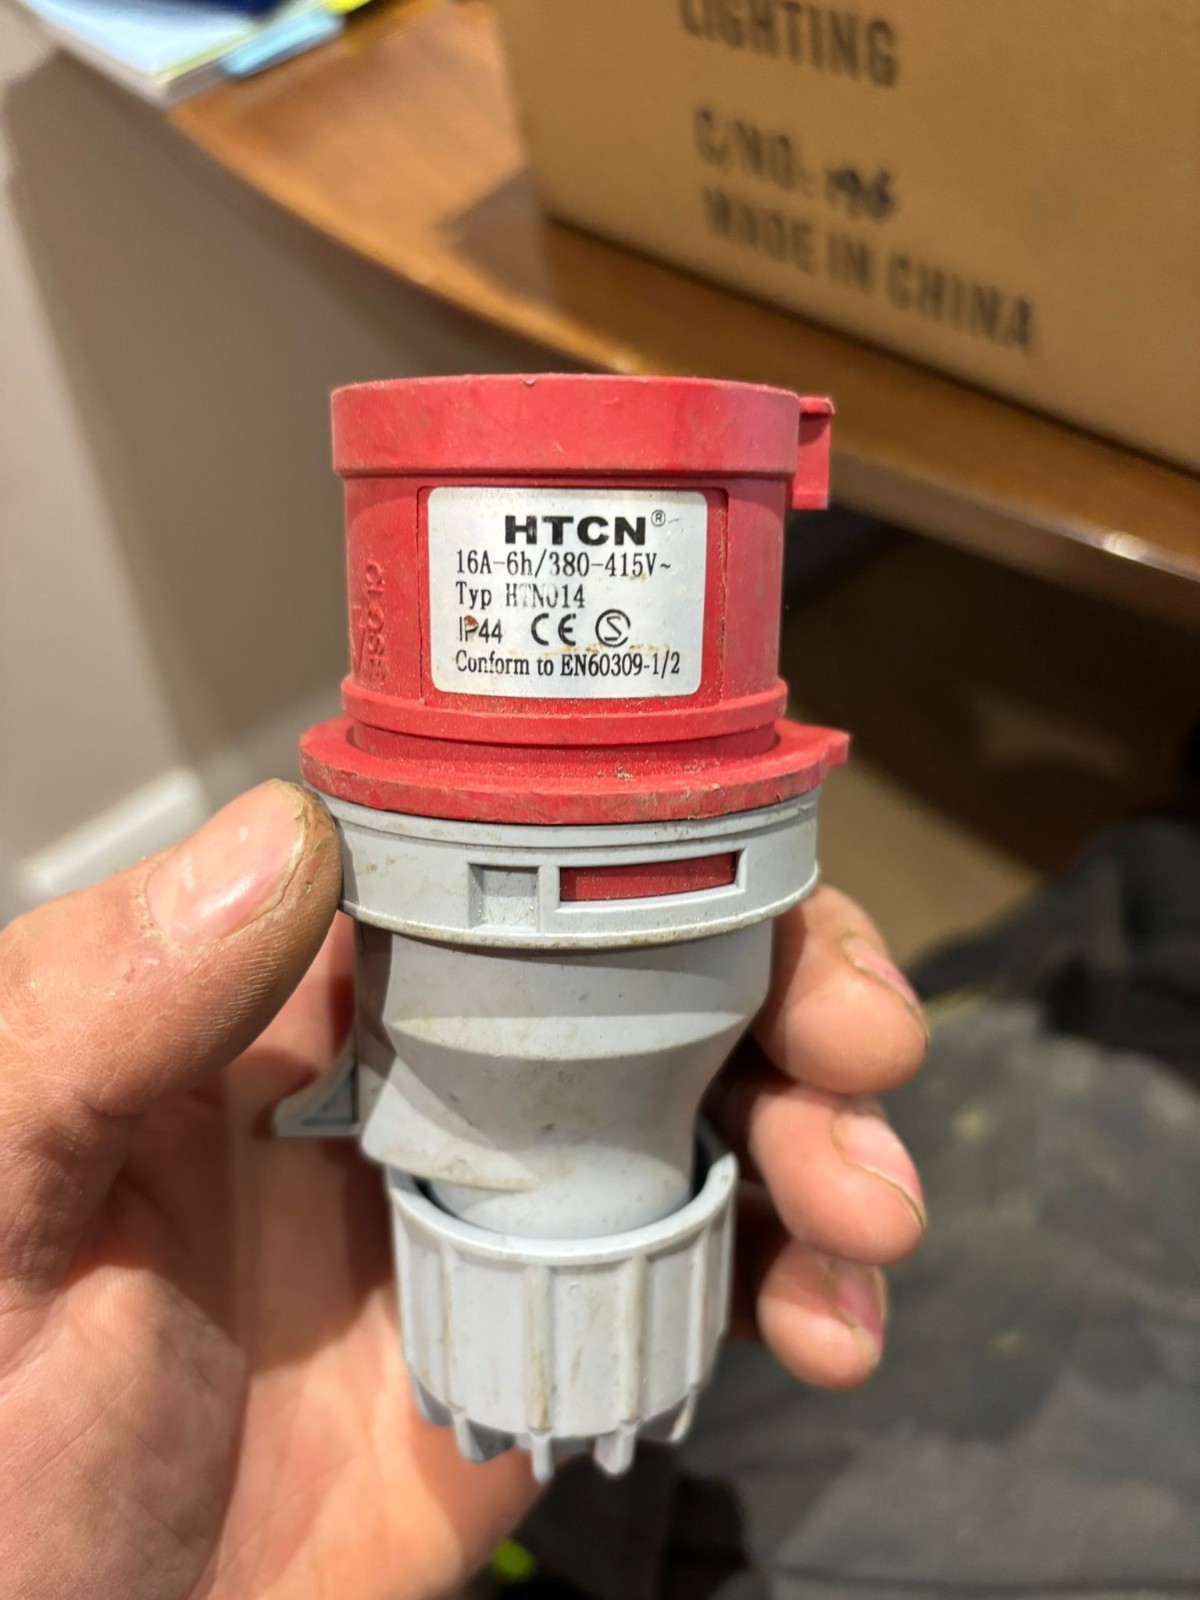 LIGHTING
C/NO: 196
MADE IN CHINA
HTCN®
16A-6h/380-415V~
Typ HTN014
IP44 CE S
Conform to EN60309-1/2